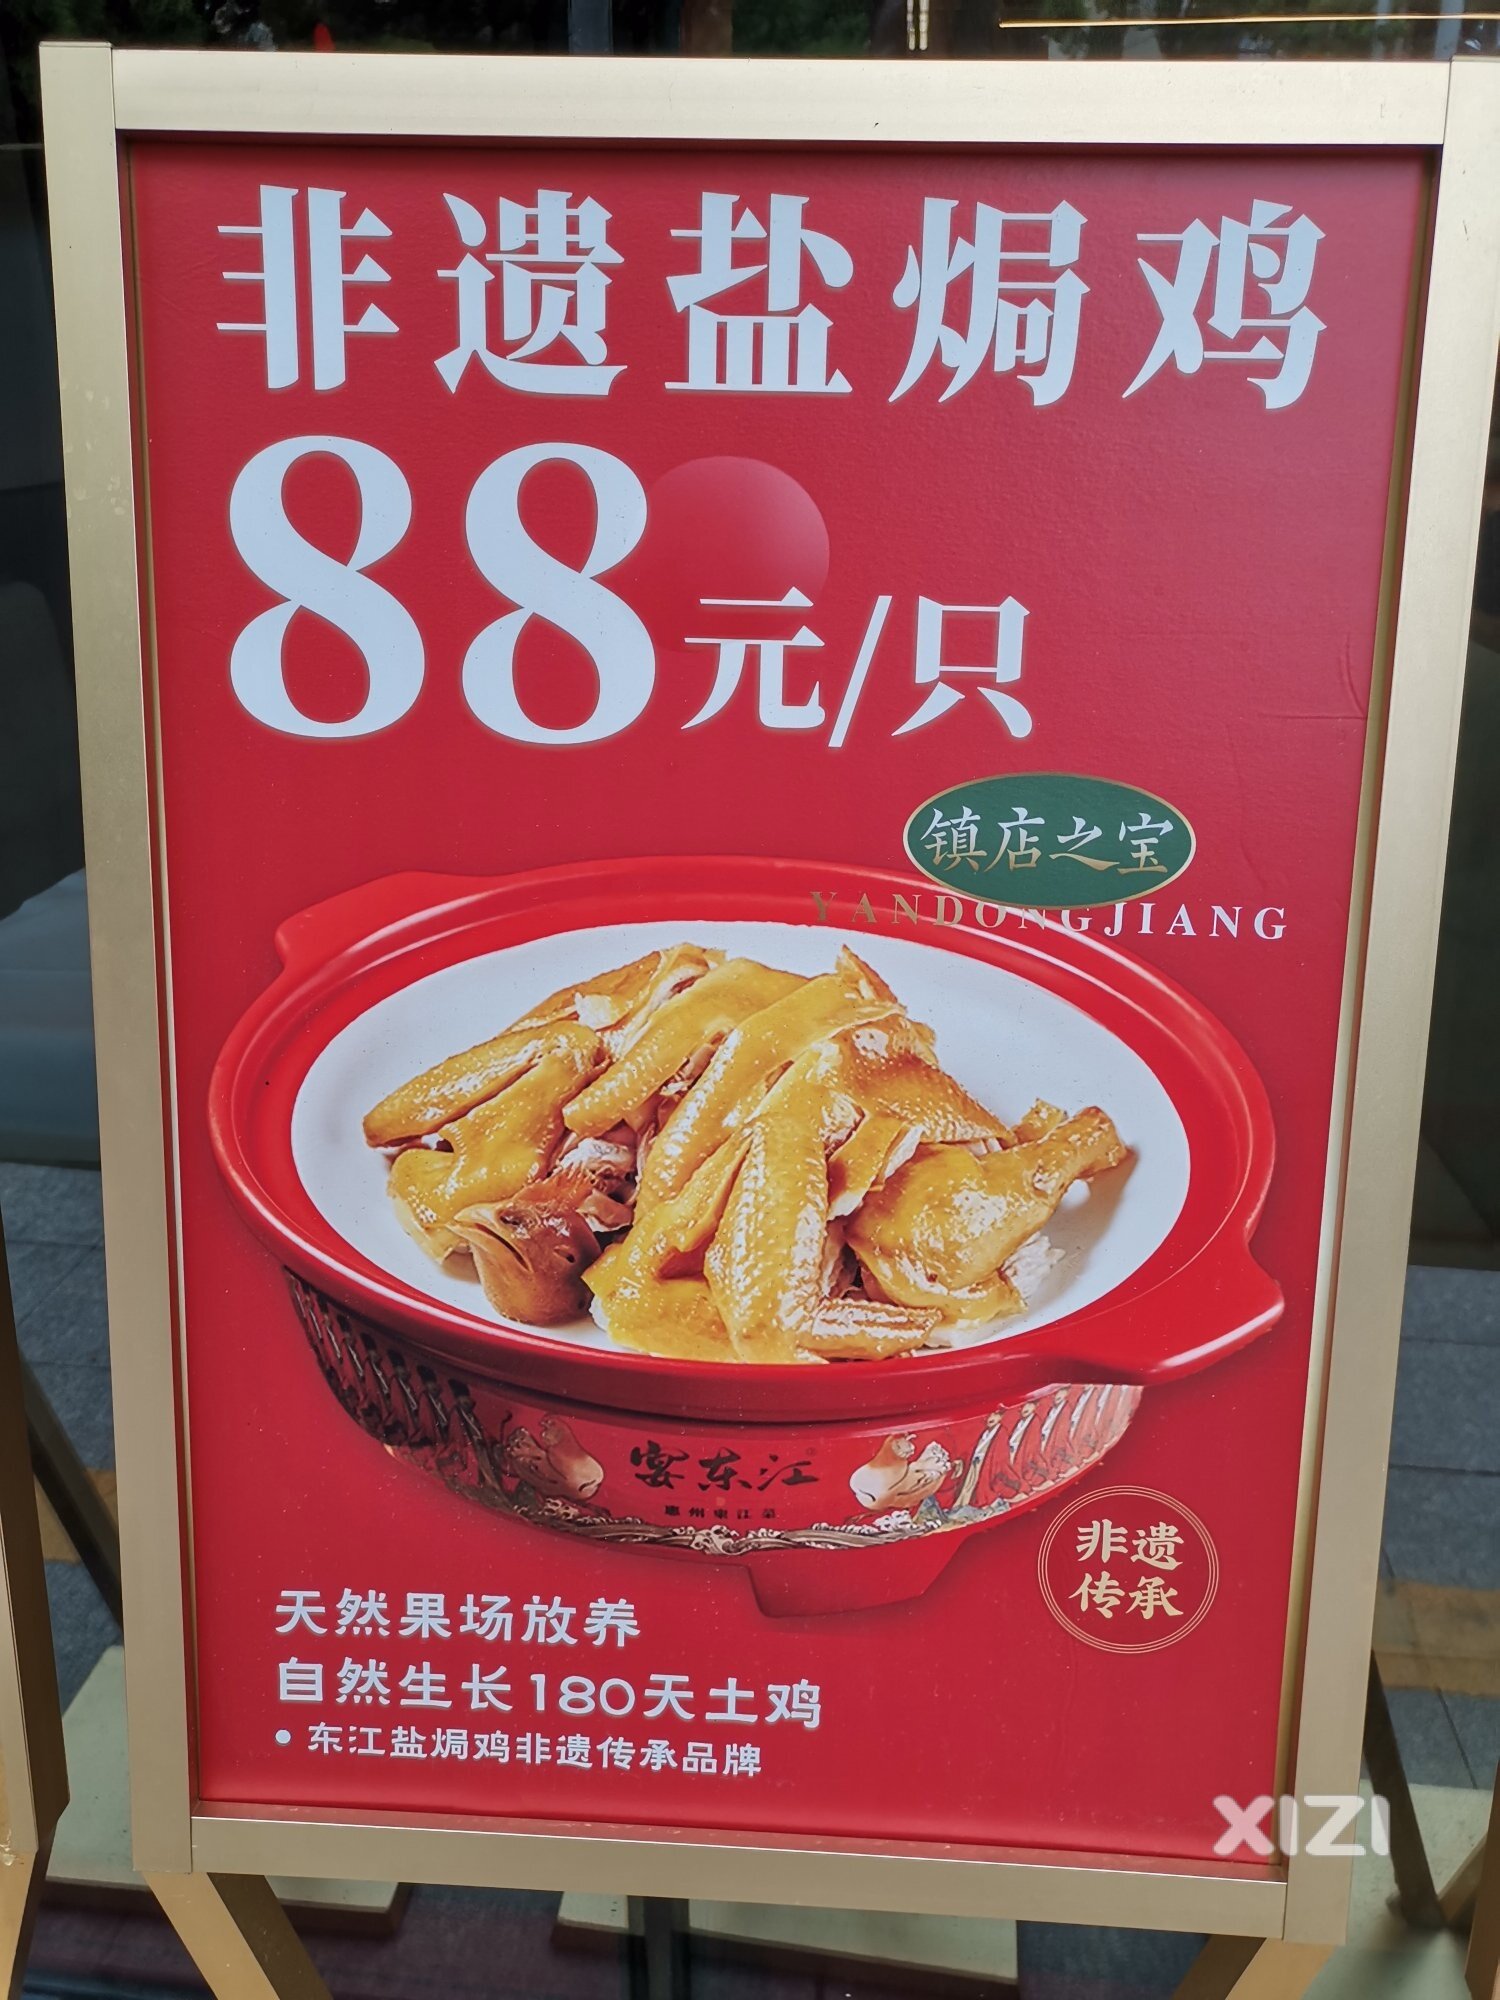 非遗盐焗鸡
88元/只
镇店之宝
YANDONGJIANG
宴东江
惠州東江菜
非遗
传承
天然果场放养
自然生长180天土鸡
• 东江盐焗鸡非遗传承品牌
XIZI